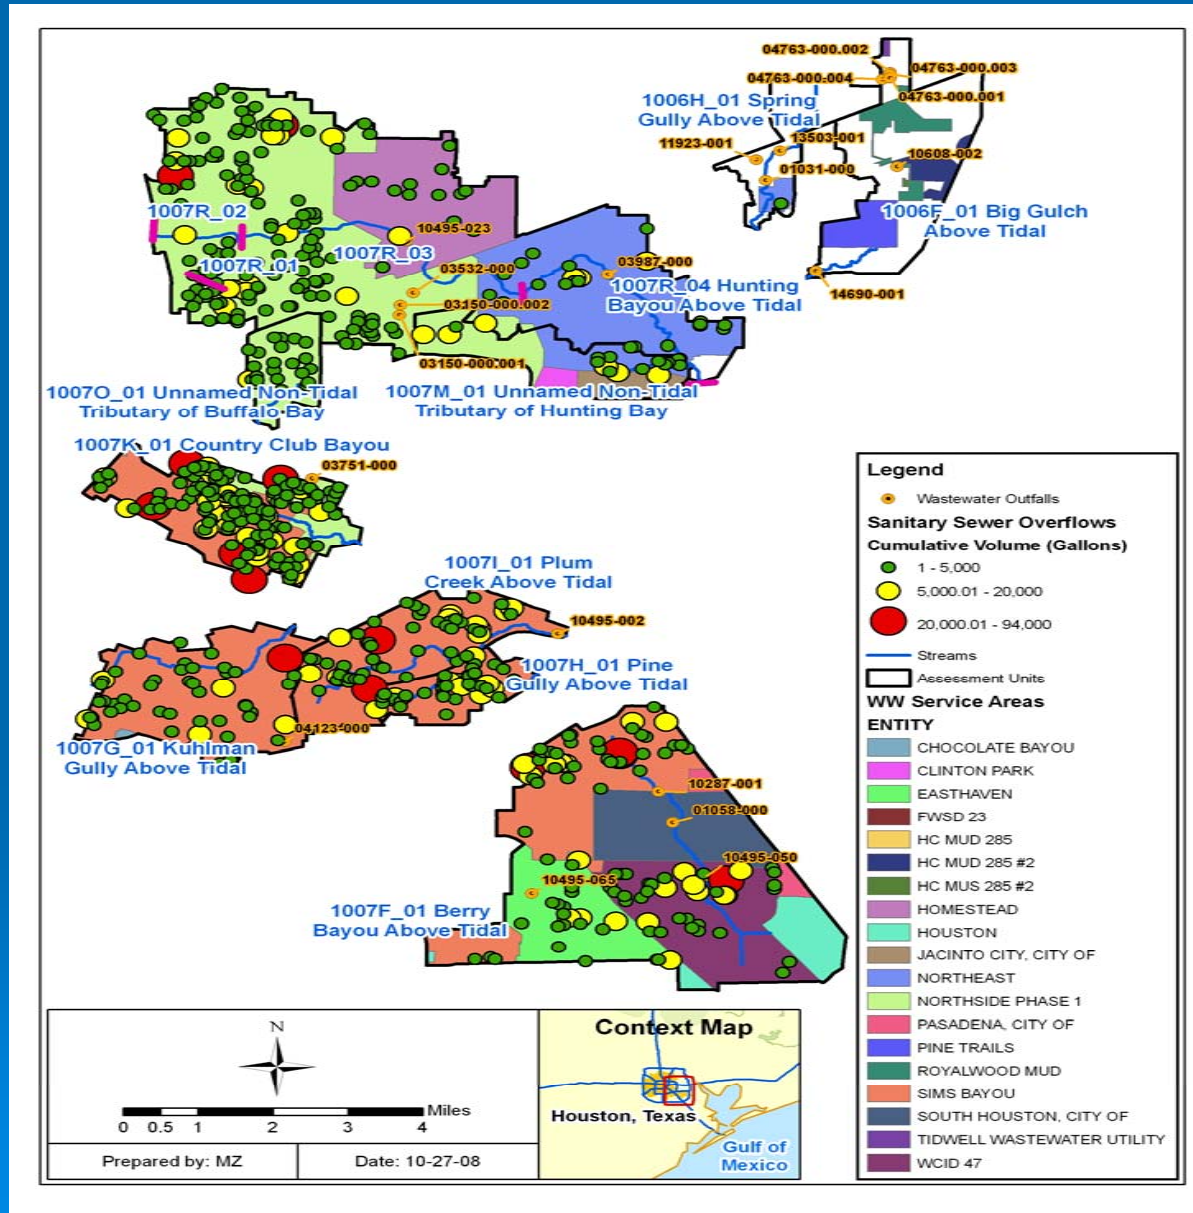 04763-000.002
04763-000.003
04763-000.004
04763-000.001
1006H_01 Spring
Gully Above Tidal
13503-001
11923-001
10608-002
01031-000
1007R_02
1006F_01 Big Gulch
Above Tidal
10495-023
1007R_03
1007R_01
03532-000
03987-000
1007R_04 Hunting
Bayou Above Tidal
14690-001
03150-000.002
03150-000.001
1007O_01 Unnamed Non-Tidal
Tributary of Buffalo Bay
1007M_01 Unnamed Non-Tidal
Tributary of Hunting Bay
1007K_01 Country Club Bayou
03751-000
1007I_01 Plum
Creek Above Tidal
10495-002
1007H_01 Pine
Gully Above Tidal
04123-000
1007G_01 Kuhlman
Gully Above Tidal
10287-001
01058-000
10495-050
10495-065
1007F_01 Berry
Bayou Above Tidal
Legend
Wastewater Outfalls
Sanitary Sewer Overflows
Cumulative Volume (Gallons)
1 - 5,000
5,000.01 - 20,000
20,000.01 - 94,000
Streams
Assessment Units
WW Service Areas
ENTITY
CHOCOLATE BAYOU
CLINTON PARK
EASTHAVEN
FWSD 23
HC MUD 285
HC MUD 285 #2
HC MUS 285 #2
HOMESTEAD
HOUSTON
JACINTO CITY, CITY OF
NORTHEAST
NORTHSIDE PHASE 1
PASADENA, CITY OF
PINE TRAILS
ROYALWOOD MUD
SIMS BAYOU
SOUTH HOUSTON, CITY OF
TIDWELL WASTEWATER UTILITY
WCID 47
N
Miles
0 0.5 1 2 3 4
Prepared by: MZ
Date: 10-27-08
Context Map
Houston, Texas
Gulf of
Mexico